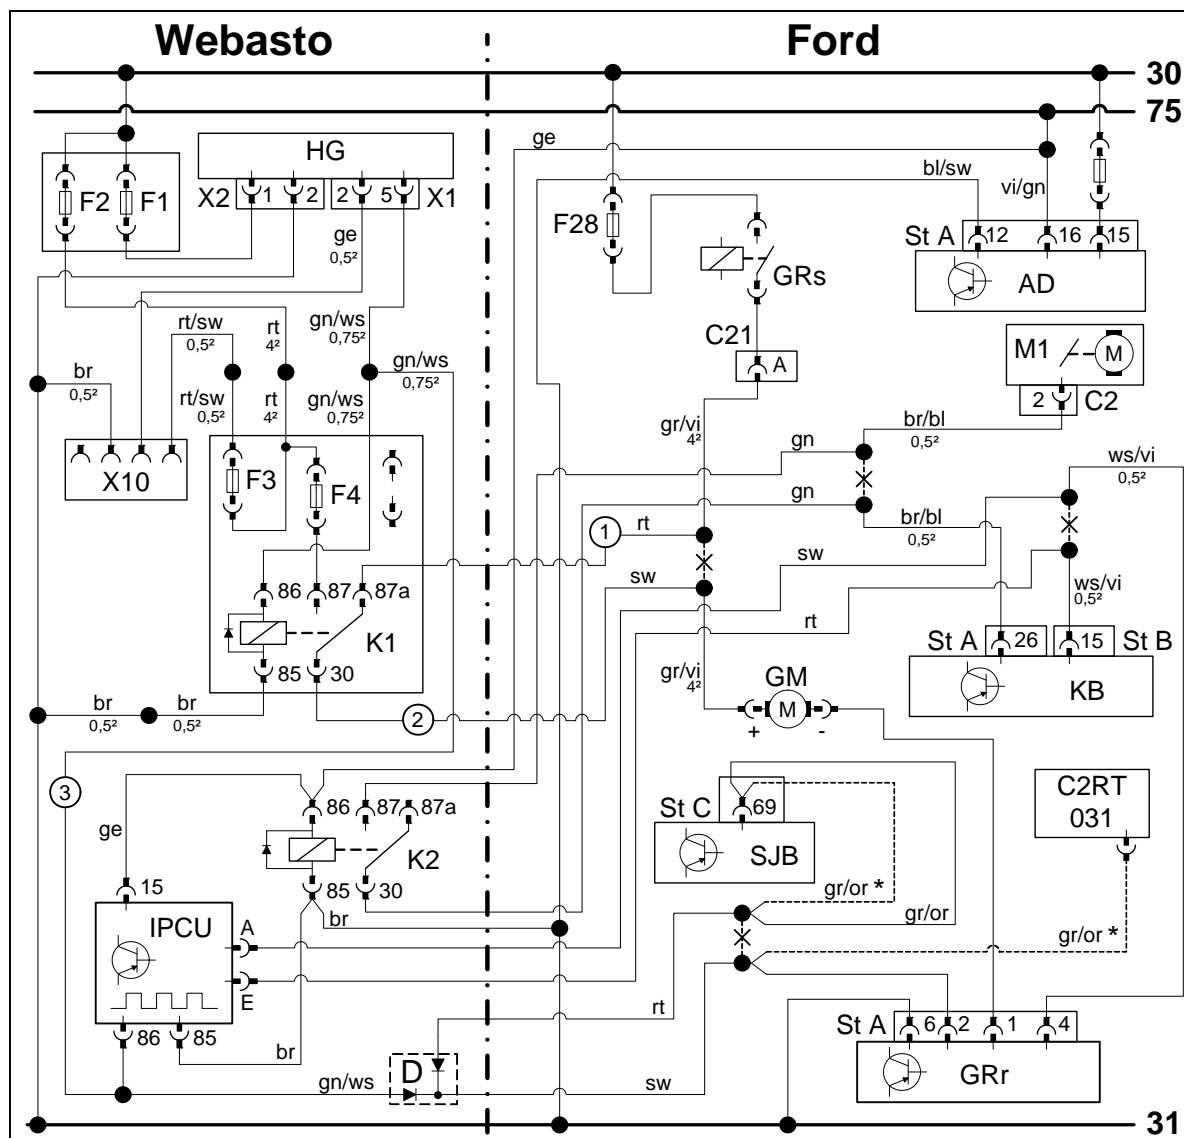 Webasto
Ford
30
75
HG
ge
bl/sw
vi/gn
F2
F1
X2
1
2
2
5
X1
F28
St A
12
16
15
AD
ge
0,5²
GRs
rt/sw
0,5²
rt
4²
gn/ws
0,75²
gn/ws
0,75²
C21
A
M1
M
2
C2
br
0,5²
rt/sw
0,5²
rt
4²
gn/ws
0,75²
gr/vi
4²
gn
br/bl
0,5²
ws/vi
0,5²
X10
F3
F4
gn
br/bl
0,5²
1
rt
sw
sw
ws/vi
0,5²
86
87
87a
rt
K1
St A
26
15
St B
85
30
gr/vi
4²
GM
M
+
-
KB
br
0,5²
br
0,5²
2
3
86
87
87a
St C
69
C2RT
031
ge
K2
SJB
15
85
30
gr/or *
IPCU
A
br
gr/or
gr/or *
E
rt
86
85
br
St A
6
2
1
4
gn/ws
D
sw
GRr
31